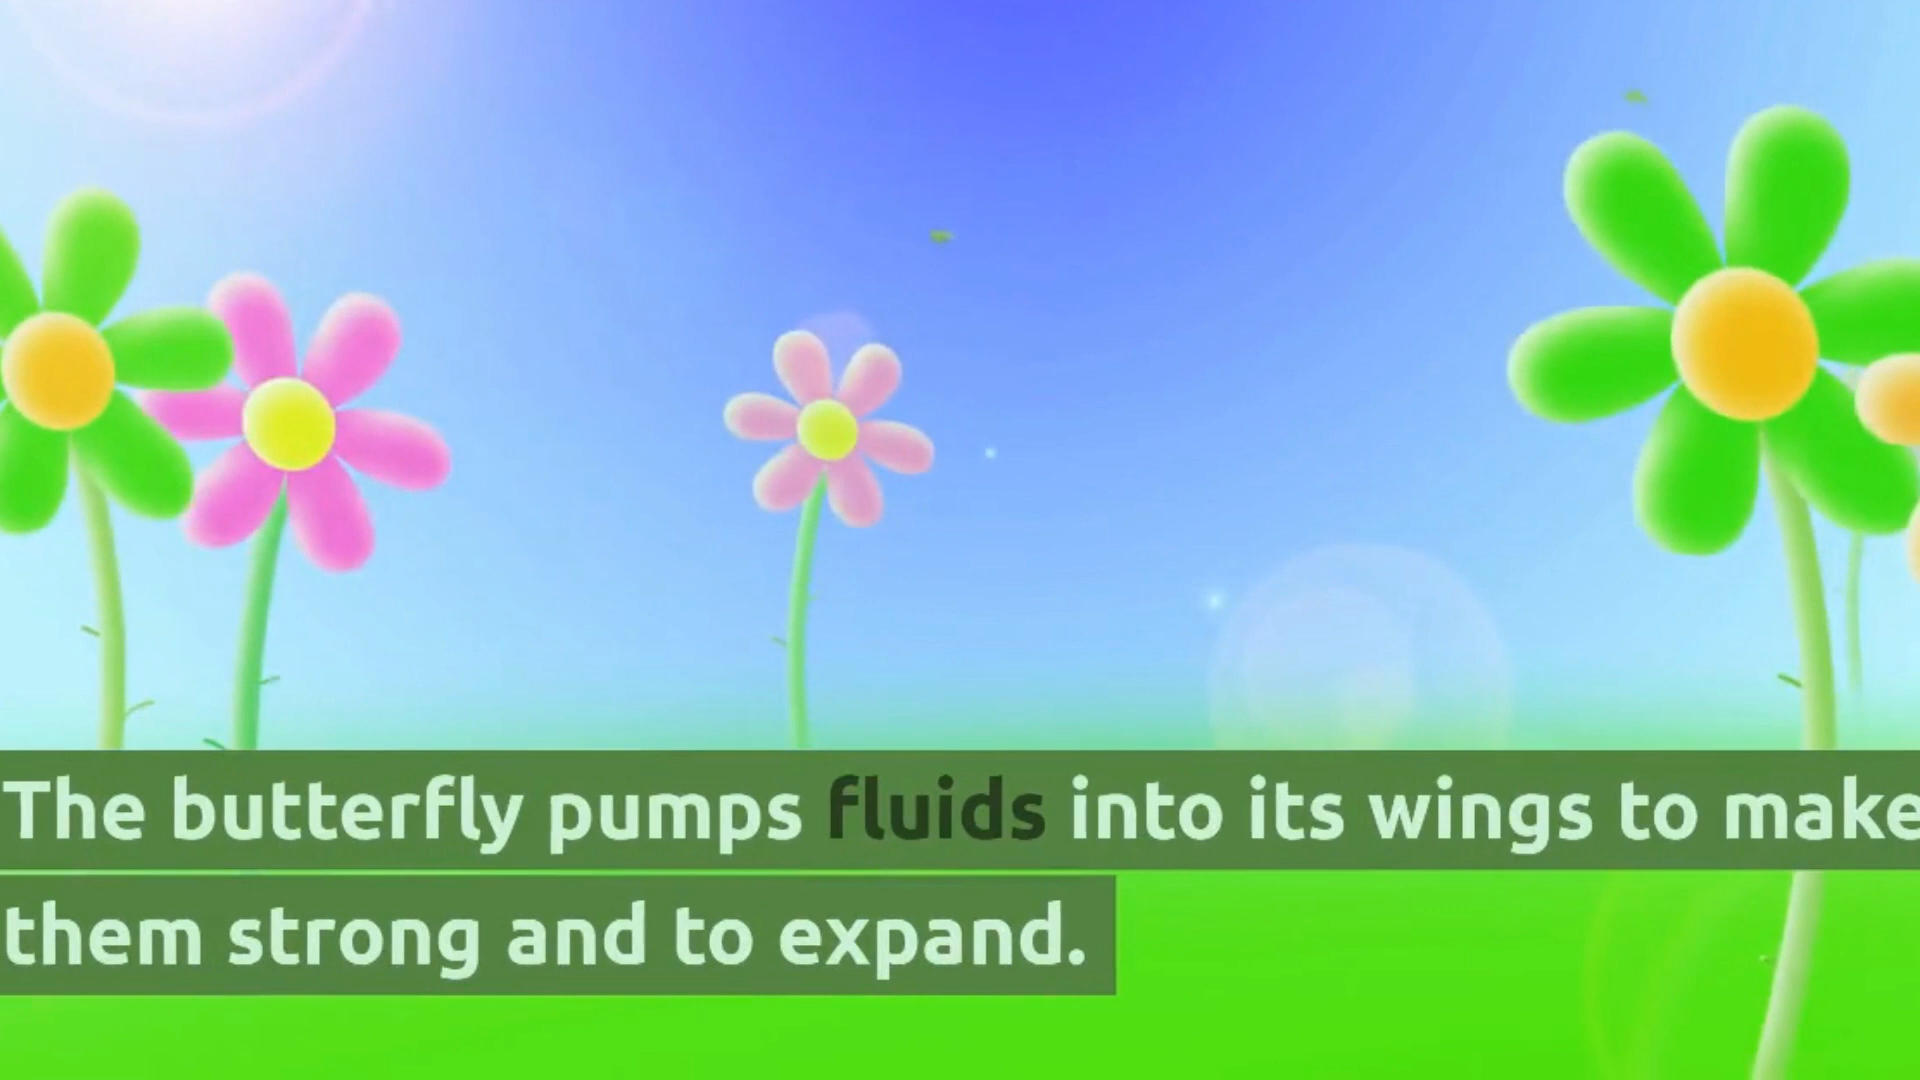 The butterfly pumps fluids into its wings to make
them strong and to expand.